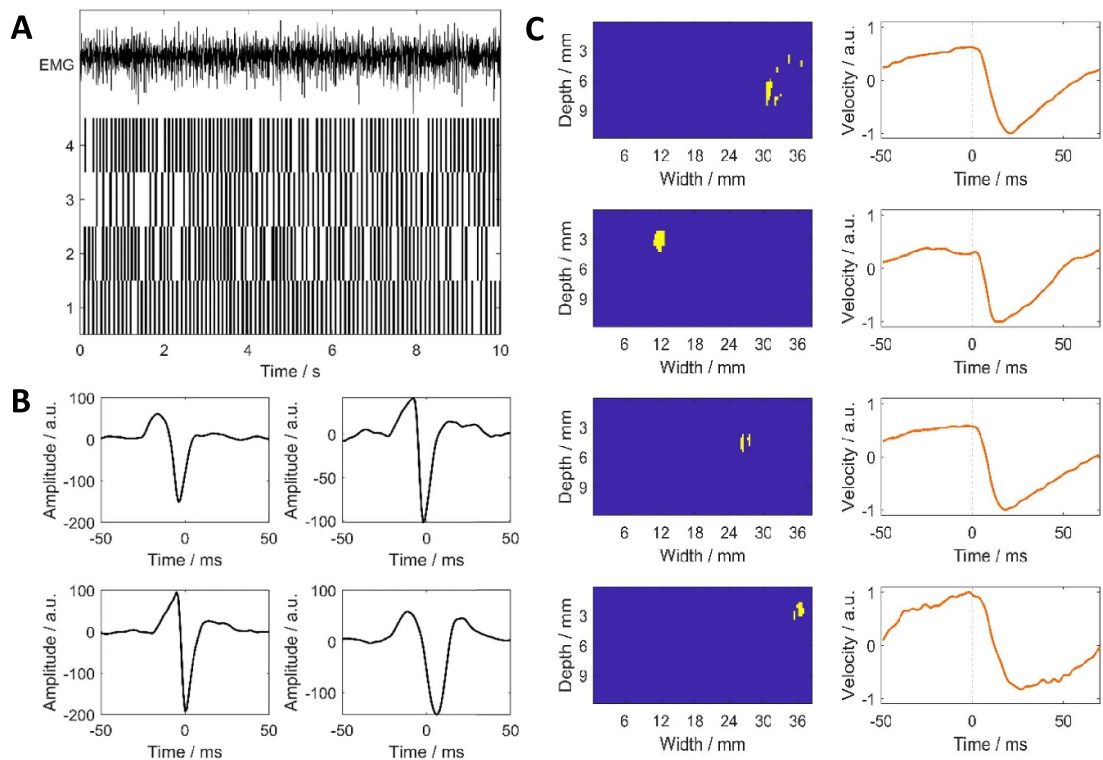 A
EMG
4
3
2
1
0 2 4 6 8 10
Time / s
B
Amplitude / a.u.
100
0
-100
-200
-50 0 50
Time / ms
Amplitude / a.u.
0
-50
-100
-50 0 50
Time / ms
Amplitude / a.u.
100
0
-100
-200
-50 0 50
Time / ms
Amplitude / a.u.
0
-100
-50 0 50
Time / ms
C
Depth / mm
3
6
9
6 12 18 24 30 36
Width / mm
Velocity / a.u.
1
0
-1
-50 0 50
Time / ms
Depth / mm
3
6
9
6 12 18 24 30 36
Width / mm
Velocity / a.u.
1
0
-1
-50 0 50
Time / ms
Depth / mm
3
6
9
6 12 18 24 30 36
Width / mm
Velocity / a.u.
1
0
-1
-50 0 50
Time / ms
Depth / mm
3
6
9
6 12 18 24 30 36
Width / mm
Velocity / a.u.
1
0
-1
-50 0 50
Time / ms